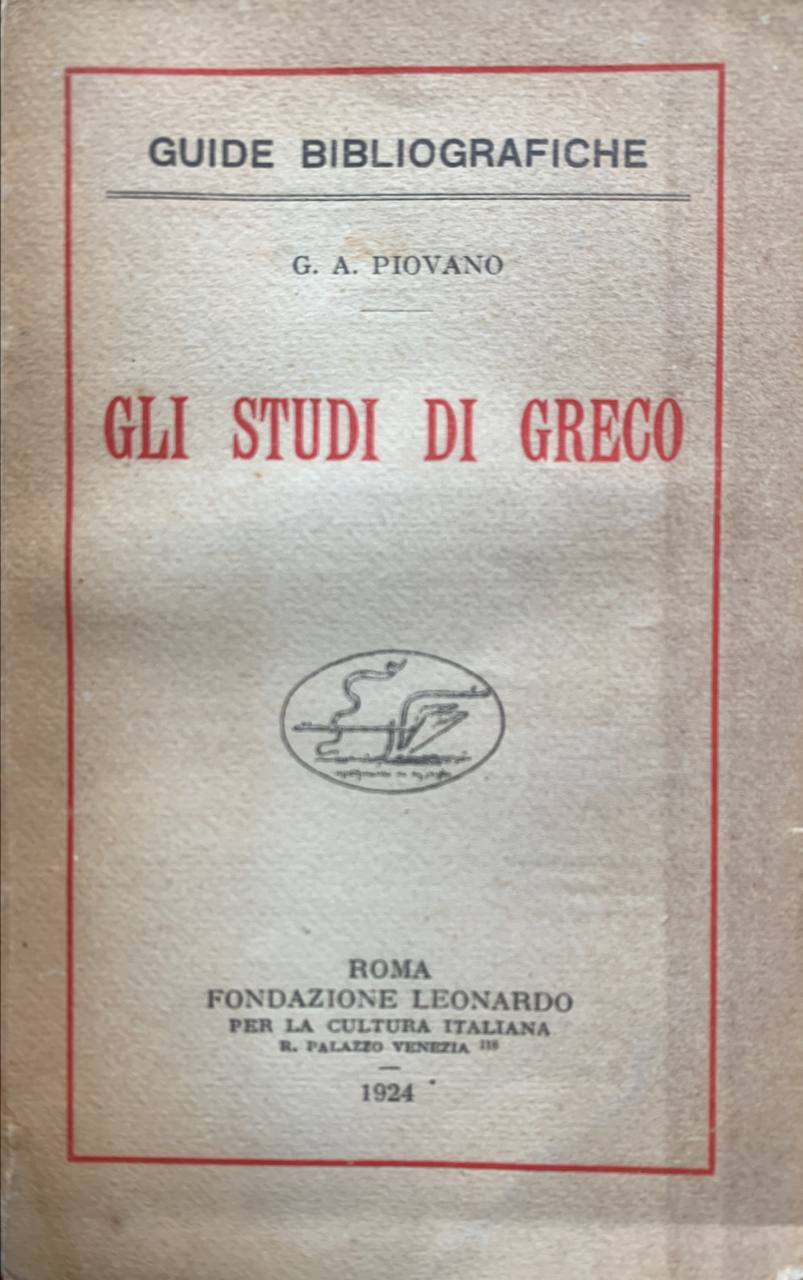 GUIDE BIBLIOGRAFICHE
G. A. PIOVANO
GLI STUDI DI GRECO
ROMA
FONDAZIONE LEONARDO
PER LA CULTURA ITALIANA
R. PALAZZO VENEZIA
1924